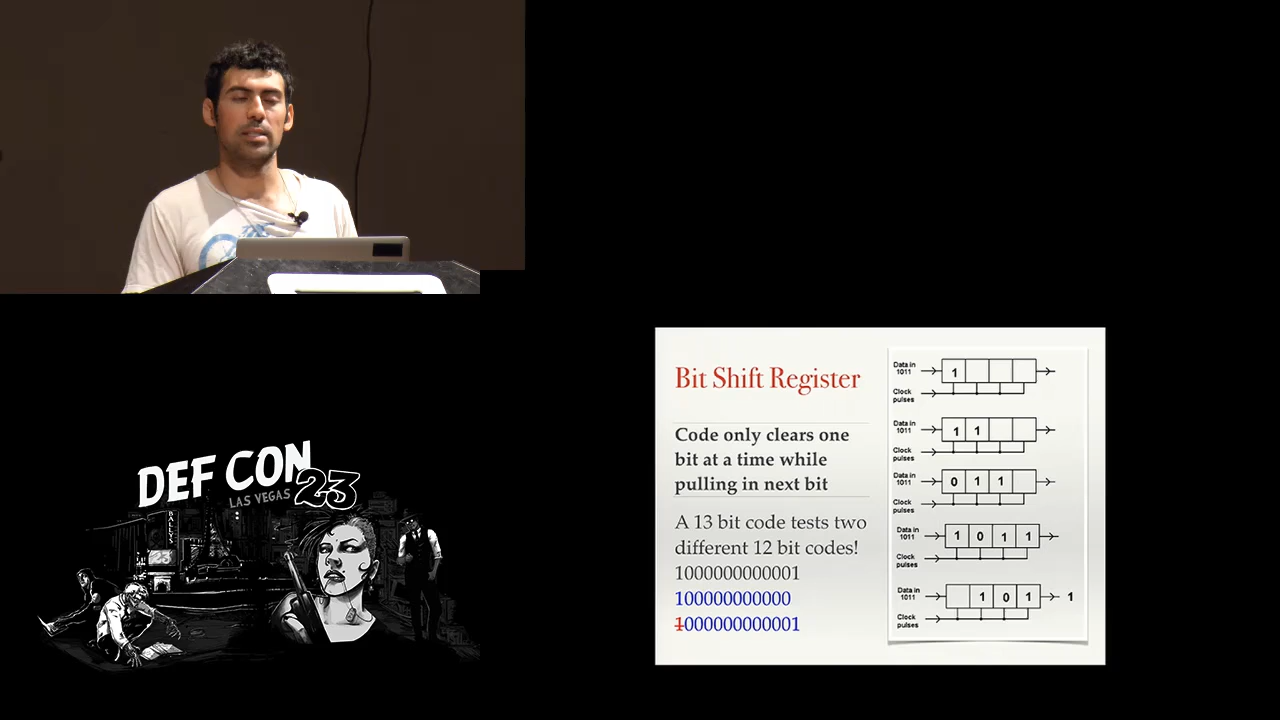 DEF CON
LAS VEGAS 23
BALLYS
Bit Shift Register
Code only clears one
bit at a time while
pulling in next bit
A 13 bit code tests two
different 12 bit codes!
1000000000001
100000000000
1000000000001
Data in
1011
1
Clock
pulses
Data in
1011
1 1
Clock
pulses
Data in
1011
0 1 1
Clock
pulses
Data in
1011
1 0 1 1
Clock
pulses
Data in
1011
1 0 1 1
Clock
pulses